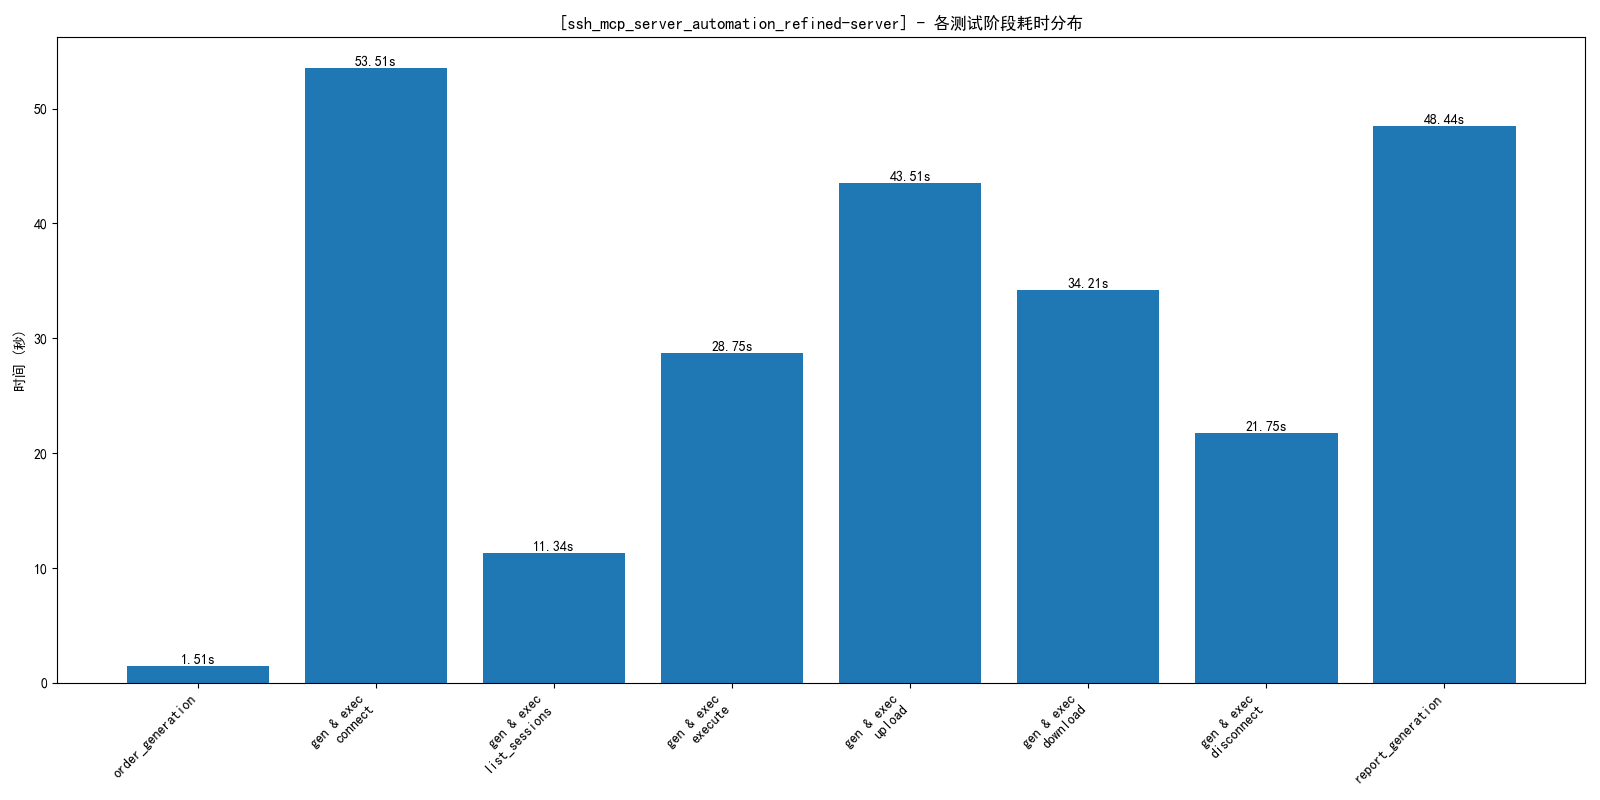 [ssh_mcp_server_automation_refined-server] - 各测试阶段耗时分布
时间 (秒)
50
40
30
20
10
0
1.51s
53.51s
11.34s
28.75s
43.51s
34.21s
21.75s
48.44s
order_generation
gen & exec
connect
gen & exec
list_sessions
gen & exec
execute
gen & exec
upload
gen & exec
download
gen & exec
disconnect
report_generation